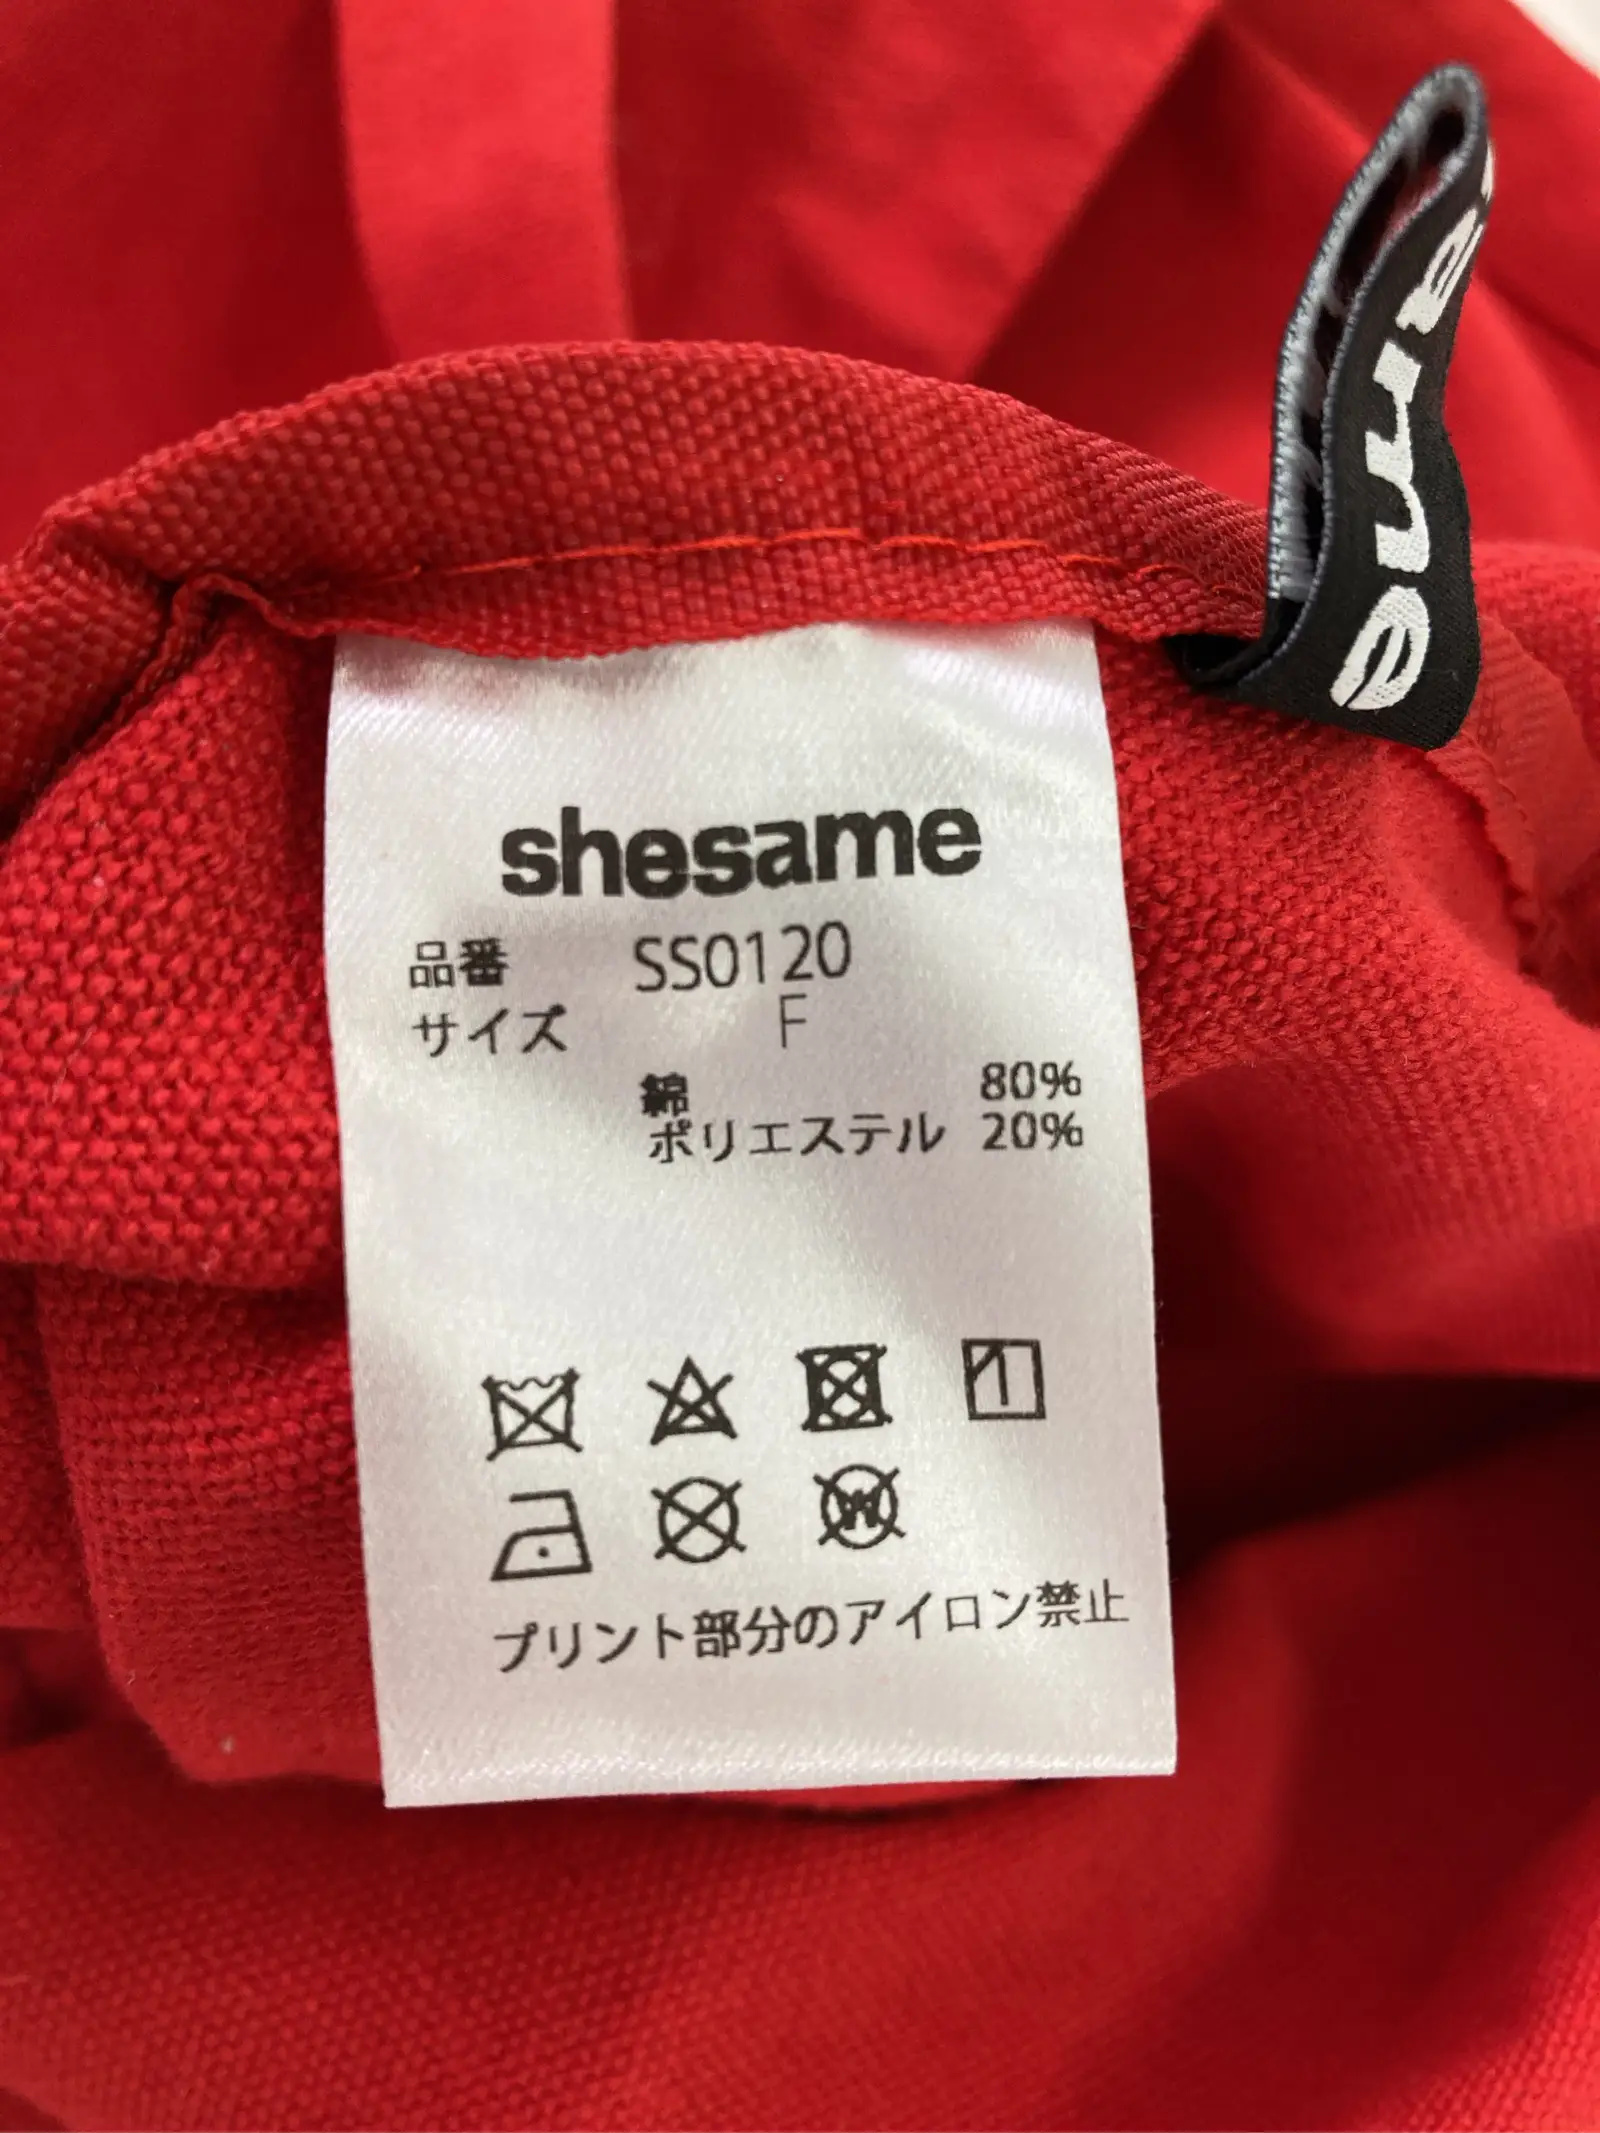 shesame
品番 SS0120
サイズ F
綿 80%
ポリエステル 20%
W
プリント部分のアイロン禁止
ame